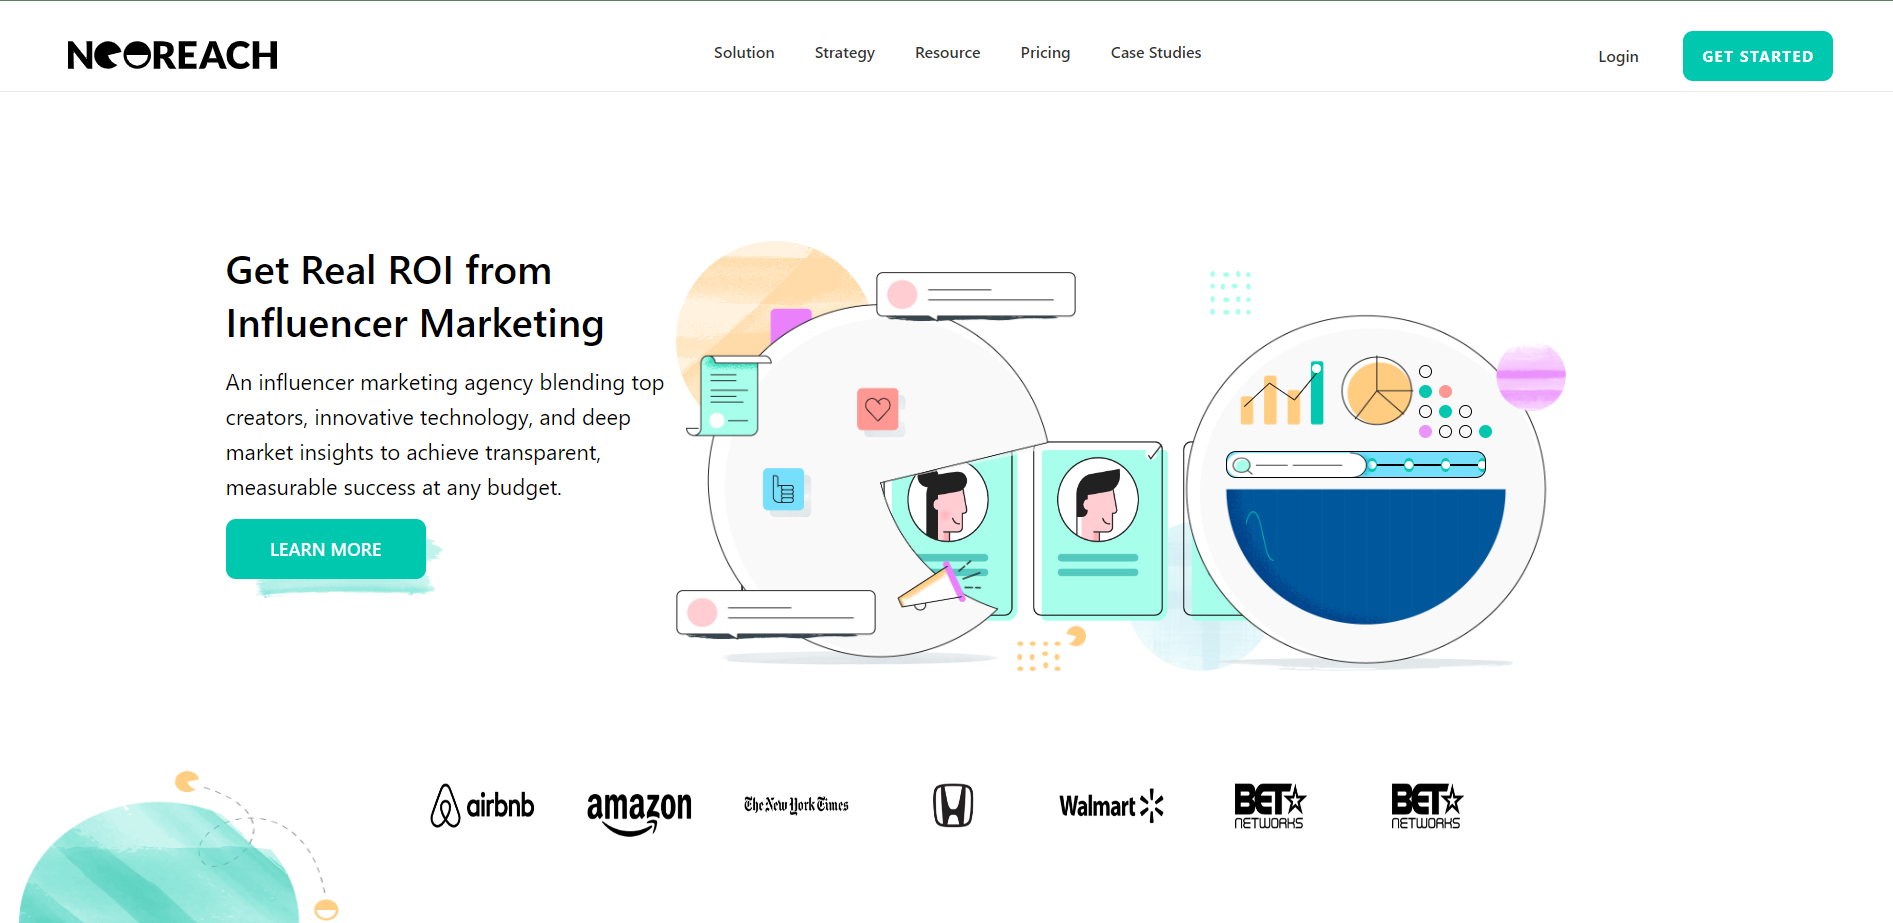 NEOREACH
Solution
Strategy
Resource
Pricing
Case Studies
Login
GET STARTED
Get Real ROI from
Influencer Marketing
An influencer marketing agency blending top
creators, innovative technology, and deep
market insights to achieve transparent,
measurable success at any budget.
LEARN MORE
airbnb
amazon
The New York Times
Walmart
BET
NETWORKS
BET
NETWORKS